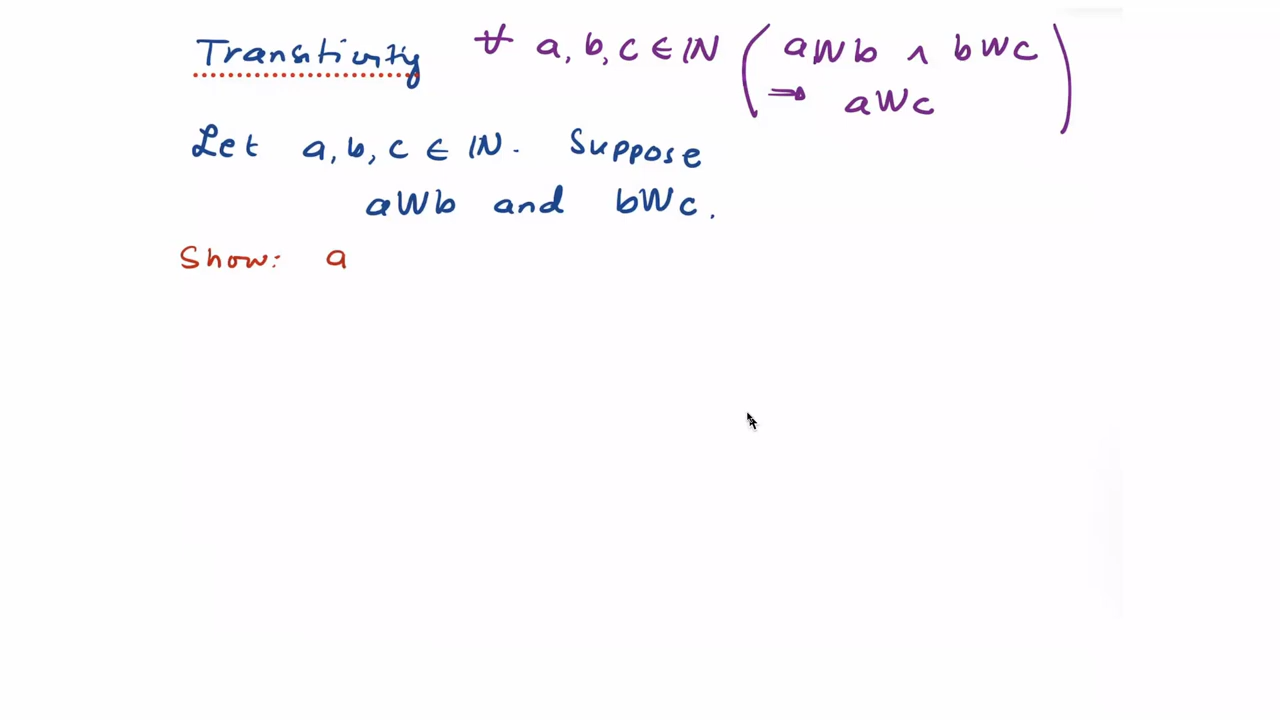 Transitivity ∀ a, b, c ∈ ℕ ( aWb ∧ bWc
⇒ aWc )
Let a, b, c ∈ ℕ. Suppose
aWb and bWc.
Show: a